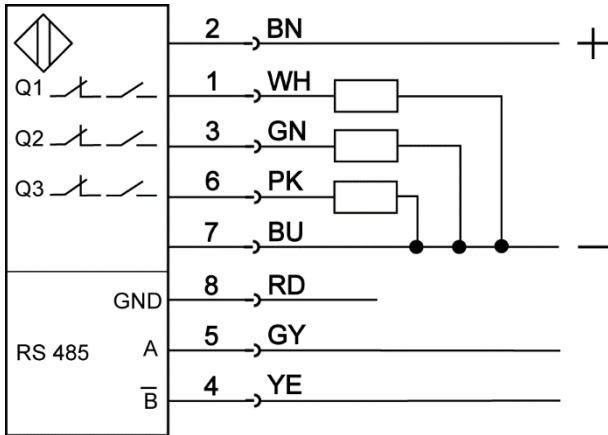 2 BN +
Q1 1 WH
Q2 3 GN
Q3 6 PK
7 BU −
GND 8 RD
RS 485 A 5 GY
B̅ 4 YE